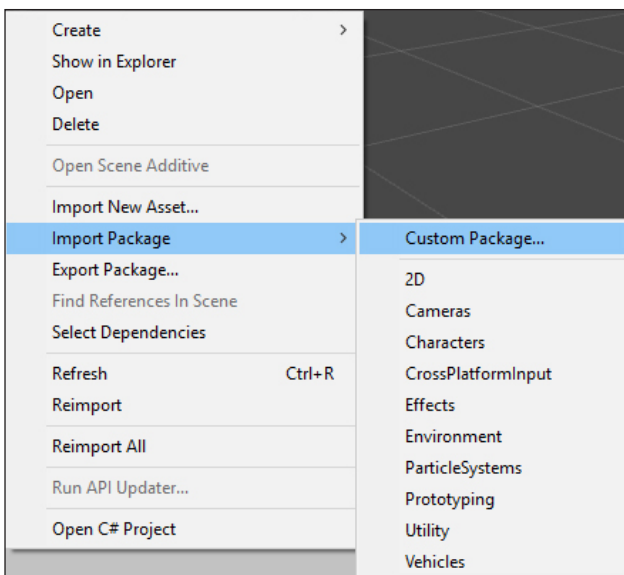 Create >
Show in Explorer
Open
Delete
Open Scene Additive
Import New Asset...
Import Package >
Export Package...
Find References In Scene
Select Dependencies
Refresh Ctrl+R
Reimport
Reimport All
Run API Updater...
Open C# Project
Custom Package...
2D
Cameras
Characters
CrossPlatformInput
Effects
Environment
ParticleSystems
Prototyping
Utility
Vehicles